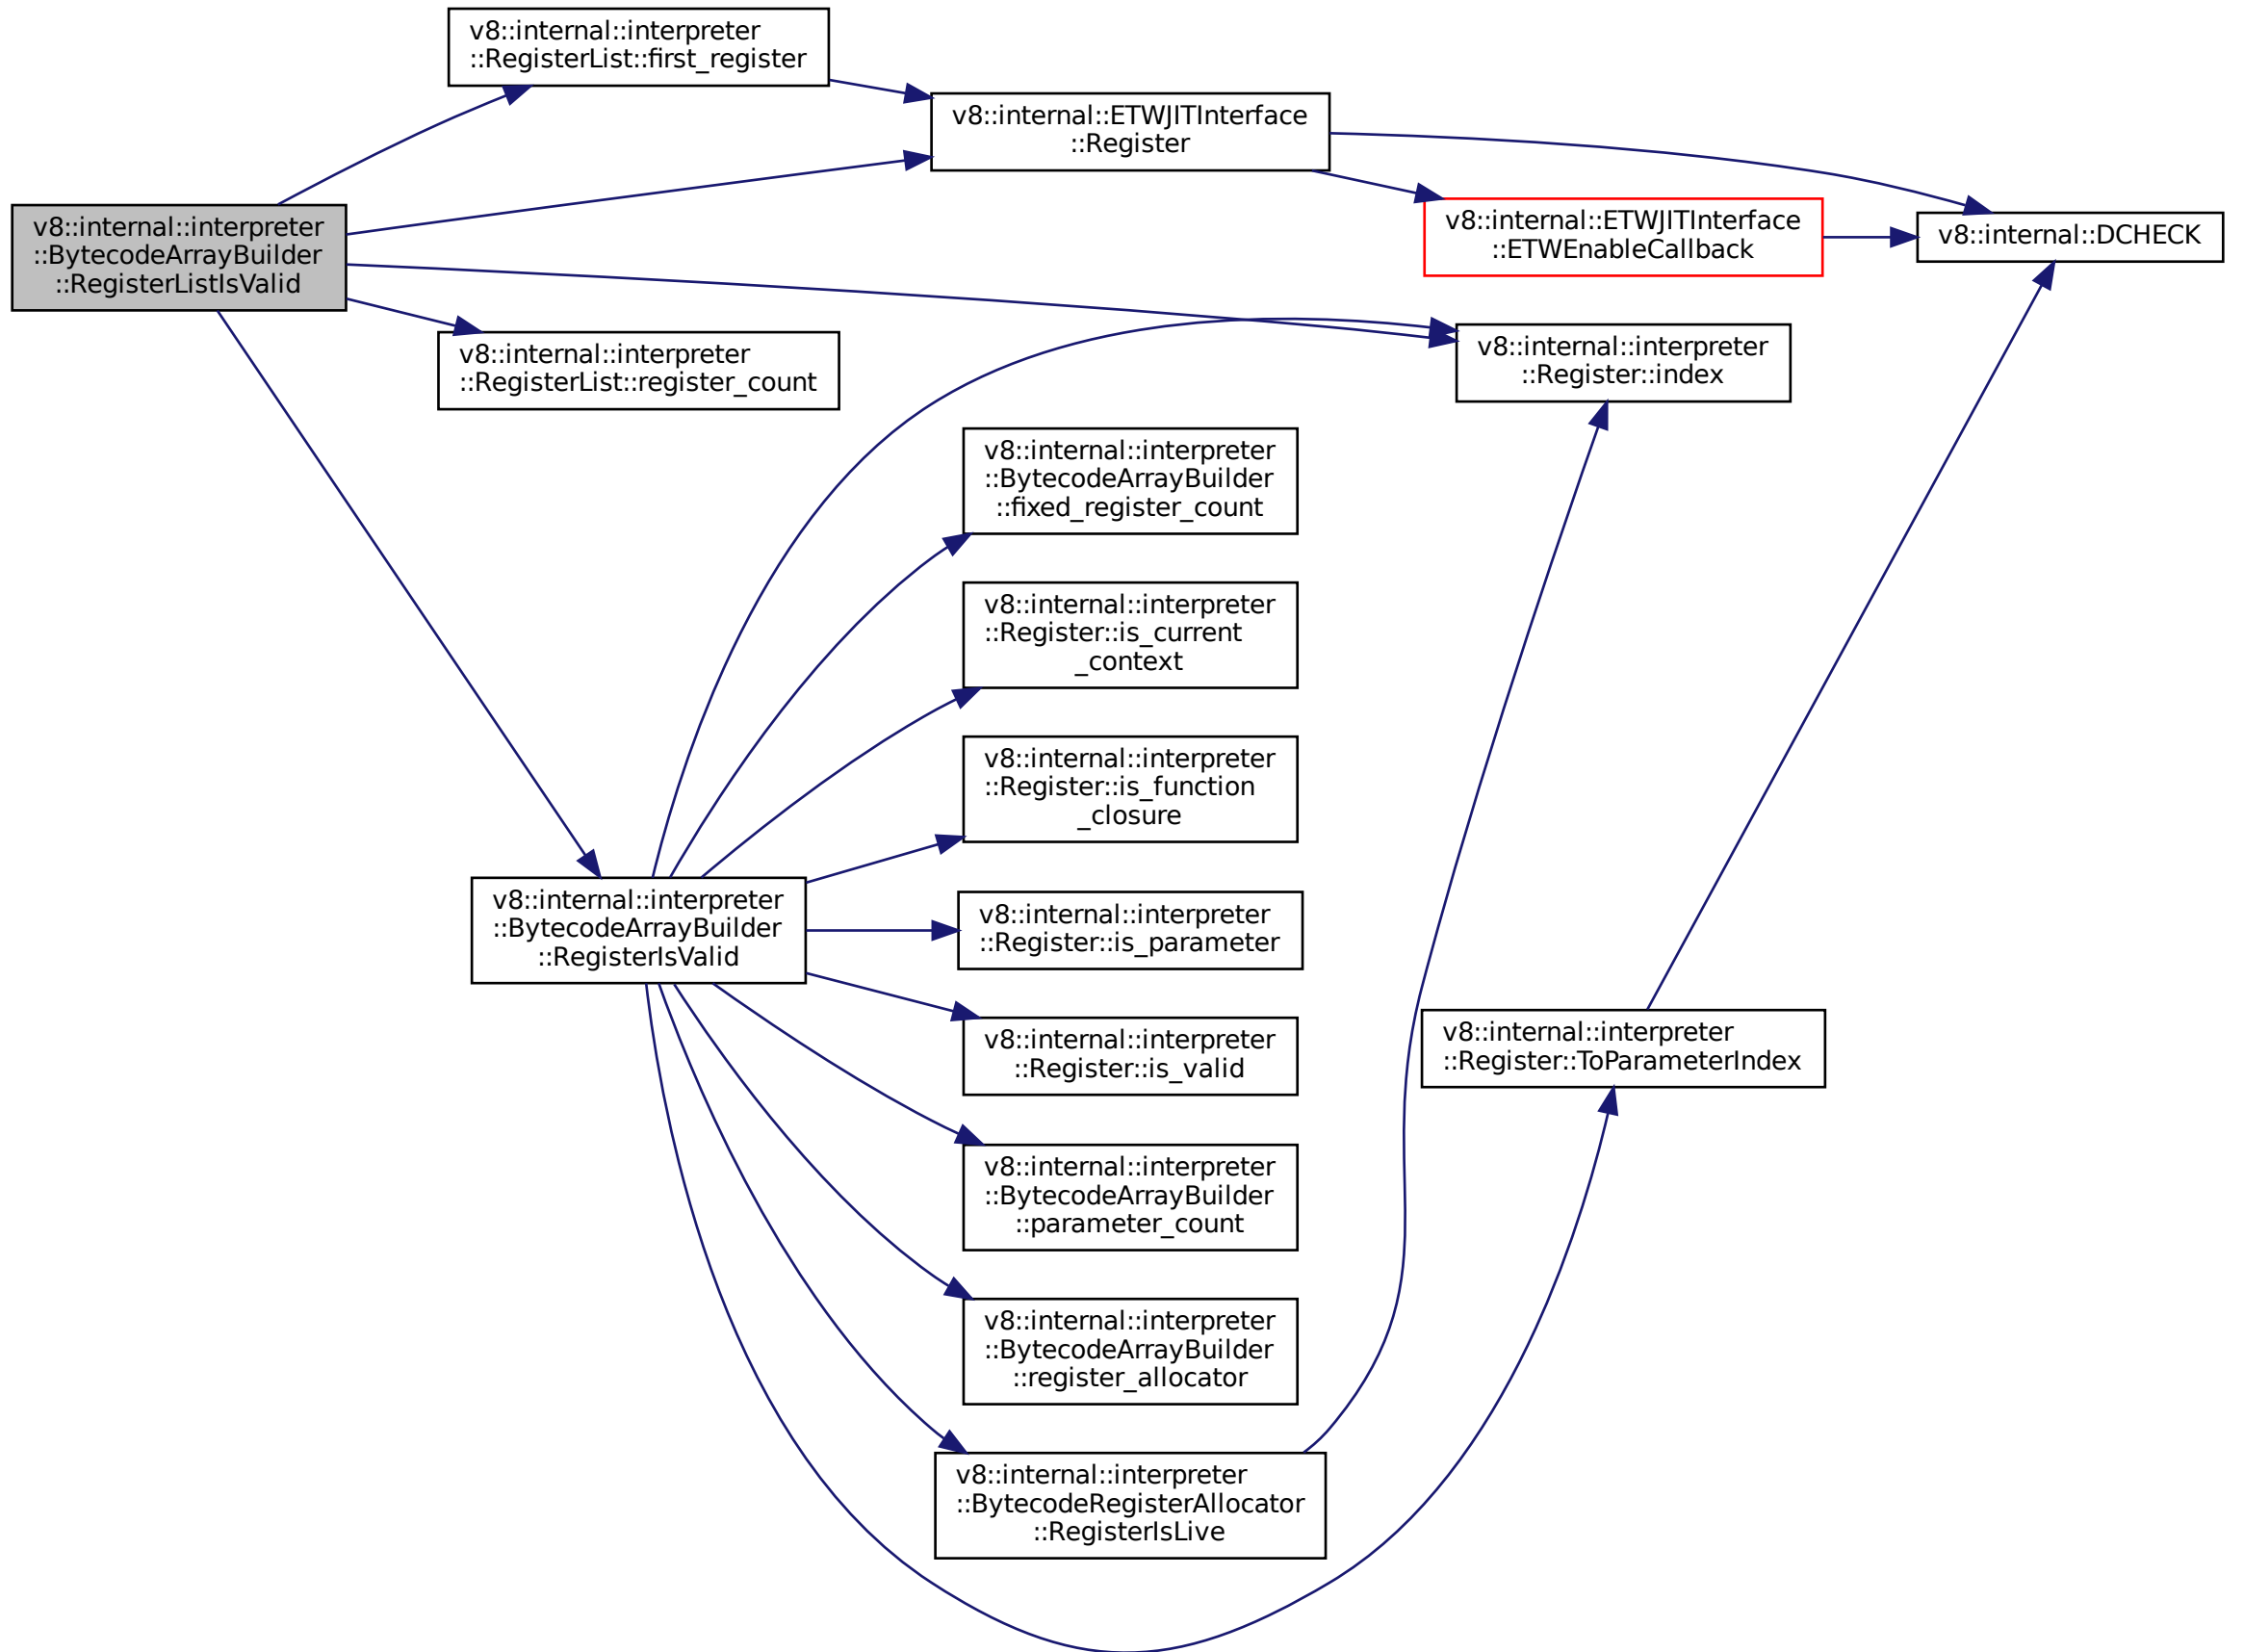 v8::internal::interpreter
::RegisterList::first_register
v8::internal::ETWJITInterface
::Register
v8::internal::ETWJITInterface
::ETWEnableCallback
v8::internal::DCHECK
v8::internal::interpreter
::BytecodeArrayBuilder
::RegisterListIsValid
v8::internal::interpreter
::RegisterList::register_count
v8::internal::interpreter
::Register::index
v8::internal::interpreter
::BytecodeArrayBuilder
::fixed_register_count
v8::internal::interpreter
::Register::is_current
_context
v8::internal::interpreter
::Register::is_function
_closure
v8::internal::interpreter
::BytecodeArrayBuilder
::RegisterIsValid
v8::internal::interpreter
::Register::is_parameter
v8::internal::interpreter
::Register::is_valid
v8::internal::interpreter
::Register::ToParameterIndex
v8::internal::interpreter
::BytecodeArrayBuilder
::parameter_count
v8::internal::interpreter
::BytecodeArrayBuilder
::register_allocator
v8::internal::interpreter
::BytecodeRegisterAllocator
::RegisterIsLive